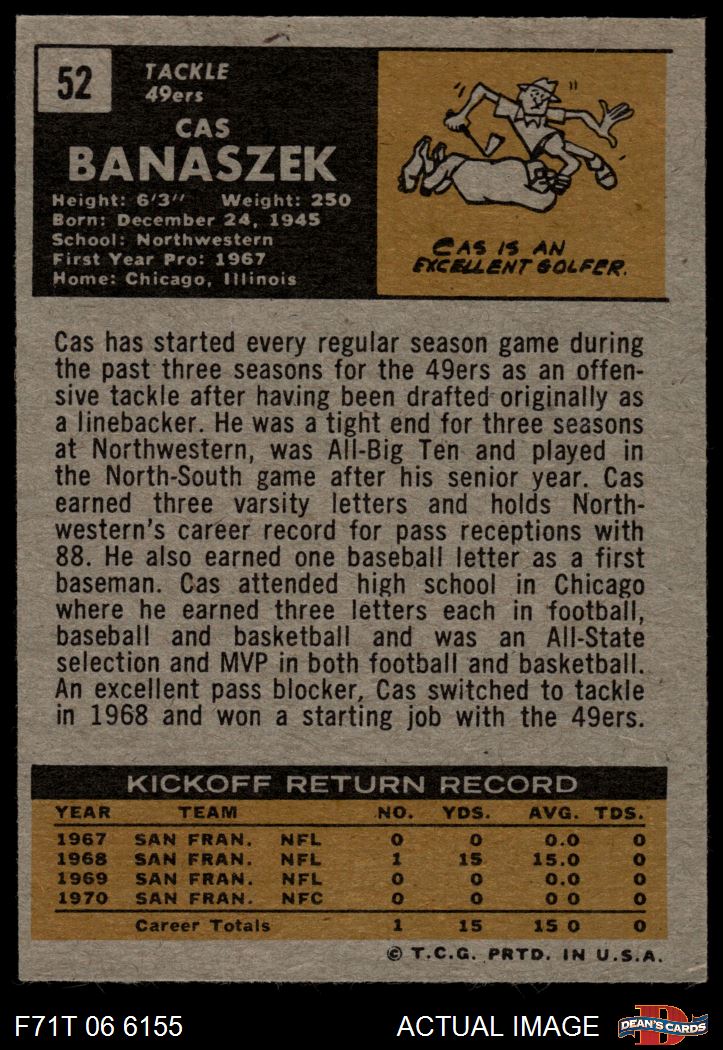 52
TACKLE
49ers
CAS
BANASZEK
Height: 6'3" Weight: 250
Born: December 24, 1945
School: Northwestern
First Year Pro: 1967
Home: Chicago, Illinois
CAS IS AN
EXCELLENT GOLFER.
Cas has started every regular season game during
the past three seasons for the 49ers as an offen-
sive tackle after having been drafted originally as
a linebacker. He was a tight end for three seasons
at Northwestern, was All-Big Ten and played in
the North-South game after his senior year. Cas
earned three varsity letters and holds North-
western's career record for pass receptions with
88. He also earned one baseball letter as a first
baseman. Cas attended high school in Chicago
where he earned three letters each in football,
baseball and basketball and was an All-State
selection and MVP in both football and basketball.
An excellent pass blocker, Cas switched to tackle
in 1968 and won a starting job with the 49ers.
KICKOFF RETURN RECORD
YEAR TEAM NO. YDS. AVG. TDS.
1967 SAN FRAN. NFL 0 0 0.0 0
1968 SAN FRAN. NFL 1 15 15.0 0
1969 SAN FRAN. NFL 0 0 0.0 0
1970 SAN FRAN. NFC 0 0 0 0 0
Career Totals 1 15 15 0 0
© T.C.G. PRTD. IN U.S.A.
F71T 06 6155 ACTUAL IMAGE
D
DEAN'S CARDS